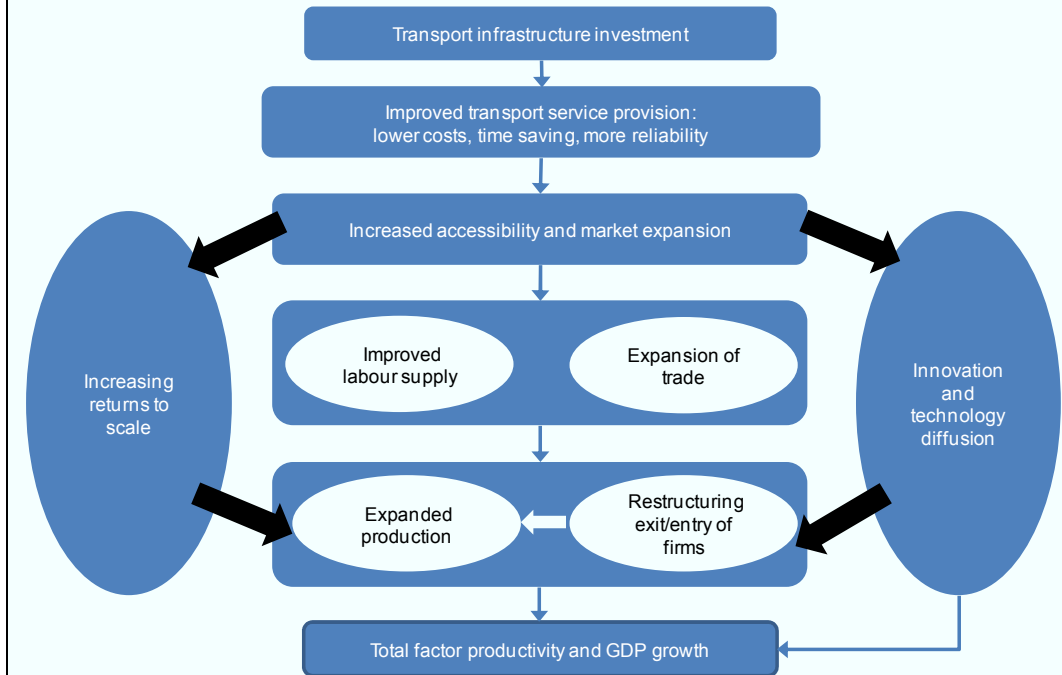 Transport infrastructure investment
Improved transport service provision:
lower costs, time saving, more reliability
Increased accessibility and market expansion
Improved
labour supply
Expansion of
trade
Increasing
returns to
scale
Innovation
and
technology
diffusion
Expanded
production
Restructuring
exit/entry of
firms
Total factor productivity and GDP growth